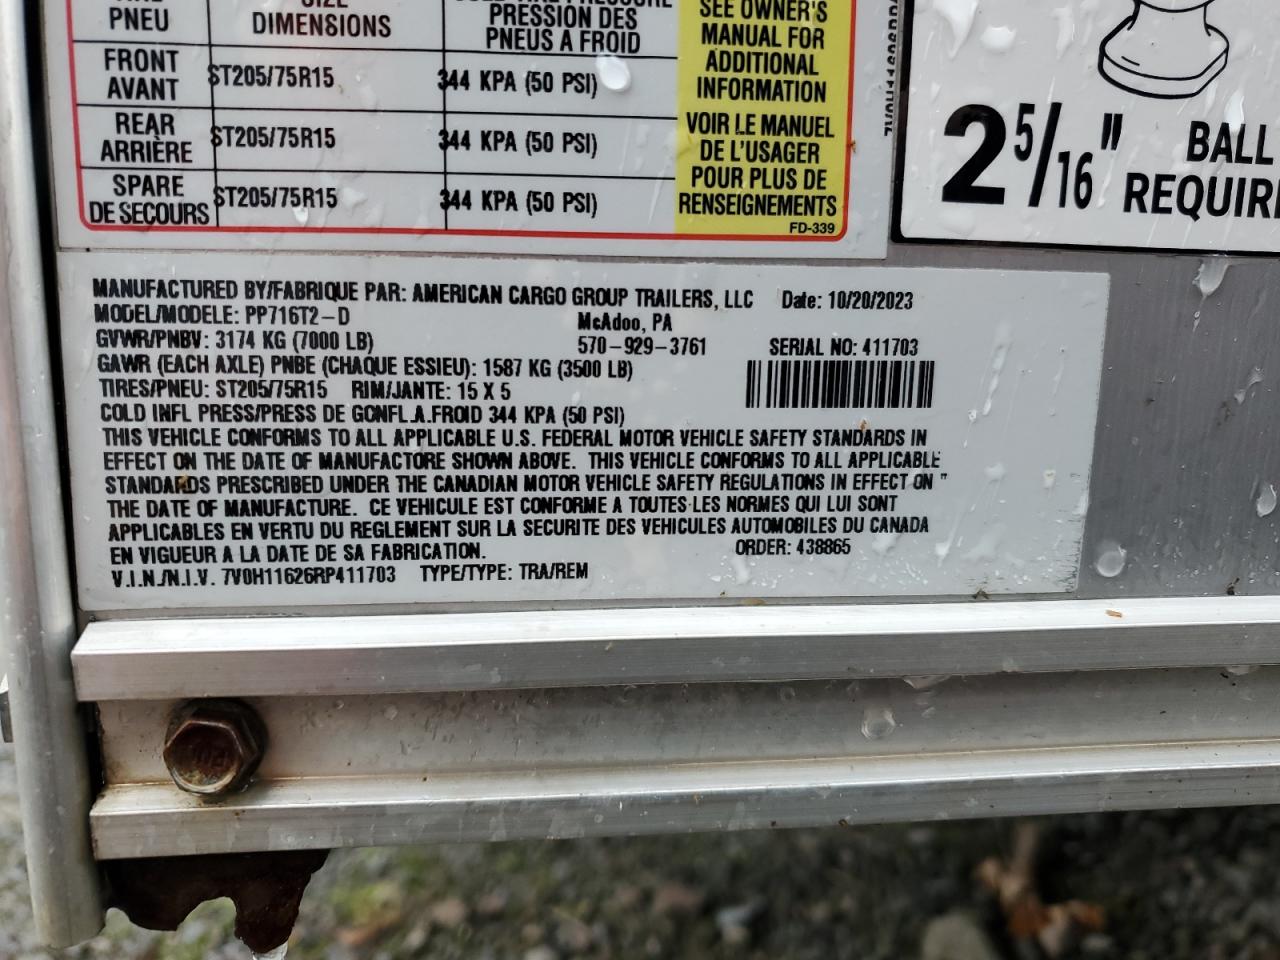 PNEU
DIMENSIONS
PRESSION DES
PNEUS A FROID
SEE OWNER'S
MANUAL FOR
ADDITIONAL
INFORMATION
FRONT
AVANT
ST205/75R15
344 KPA (50 PSI)
REAR
ARRIÈRE
ST205/75R15
344 KPA (50 PSI)
SPARE
DE SECOURS
ST205/75R15
344 KPA (50 PSI)
VOIR LE MANUEL
DE L'USAGER
POUR PLUS DE
RENSEIGNEMENTS
FD-339
2 5/16" BALL
REQUIR
MANUFACTURED BY/FABRIQUE PAR: AMERICAN CARGO GROUP TRAILERS, LLC Date: 10/20/2023
MODEL/MODELE: PP716T2-D McAdoo, PA
GVWR/PNBV: 3174 KG (7000 LB) 570-929-3761 SERIAL NO: 411703
GAWR (EACH AXLE) PNBE (CHAQUE ESSIEU): 1587 KG (3500 LB)
TIRES/PNEU: ST205/75R15 RIM/JANTE: 15 X 5
COLD INFL PRESS/PRESS DE GONFL.A.FROID 344 KPA (50 PSI)
THIS VEHICLE CONFORMS TO ALL APPLICABLE U.S. FEDERAL MOTOR VEHICLE SAFETY STANDARDS IN
EFFECT ON THE DATE OF MANUFACTORE SHOWN ABOVE. THIS VEHICLE CONFORMS TO ALL APPLICABLE
STANDARDS PRESCRIBED UNDER THE CANADIAN MOTOR VEHICLE SAFETY REGULATIONS IN EFFECT ON "
THE DATE OF MANUFACTURE. CE VEHICULE EST CONFORME A TOUTES LES NORMES QUI LUI SONT
APPLICABLES EN VERTU DU REGLEMENT SUR LA SECURITE DES VEHICULES AUTOMOBILES DU CANADA
EN VIGUEUR A LA DATE DE SA FABRICATION. ORDER: 438865
V.I.N./N.I.V. 7V0H11626RP411703 TYPE/TYPE: TRA/REM